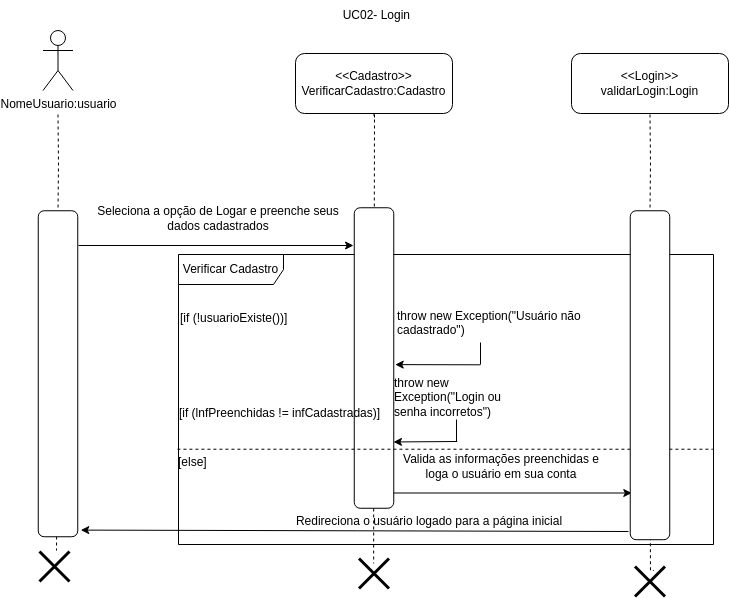 UC02- Login
NomeUsuario:usuario
<<Cadastro>>
VerificarCadastro:Cadastro
<<Login>>
validarLogin:Login
Seleciona a opção de Logar e preenche seus
dados cadastrados
Verificar Cadastro
[if (!usuarioExiste())]
throw new Exception("Usuário não
cadastrado")
throw new
Exception("Login ou
senha incorretos")
[if (InfPreenchidas != infCadastradas)]
[else]
Valida as informações preenchidas e
loga o usuário em sua conta
Redireciona o usuário logado para a página inicial